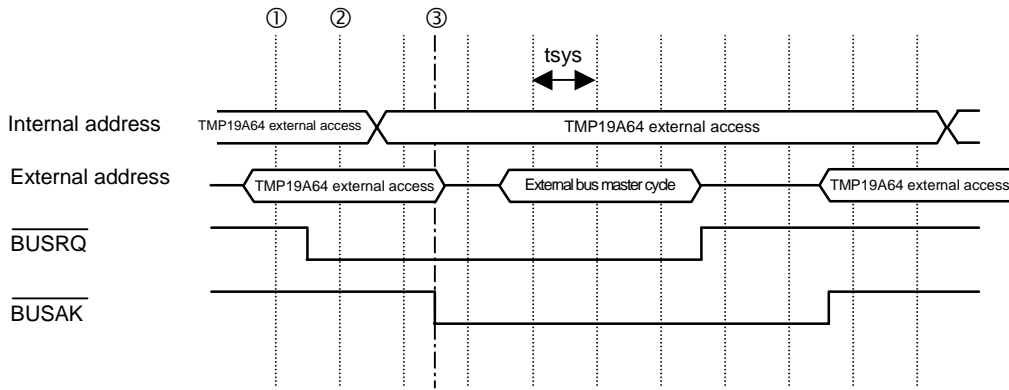 ① ② ③
tsys
Internal address TMP19A64 external access TMP19A64 external access
External address TMP19A64 external access External bus master cycle TMP19A64 external access
BUSRQ
BUSAK